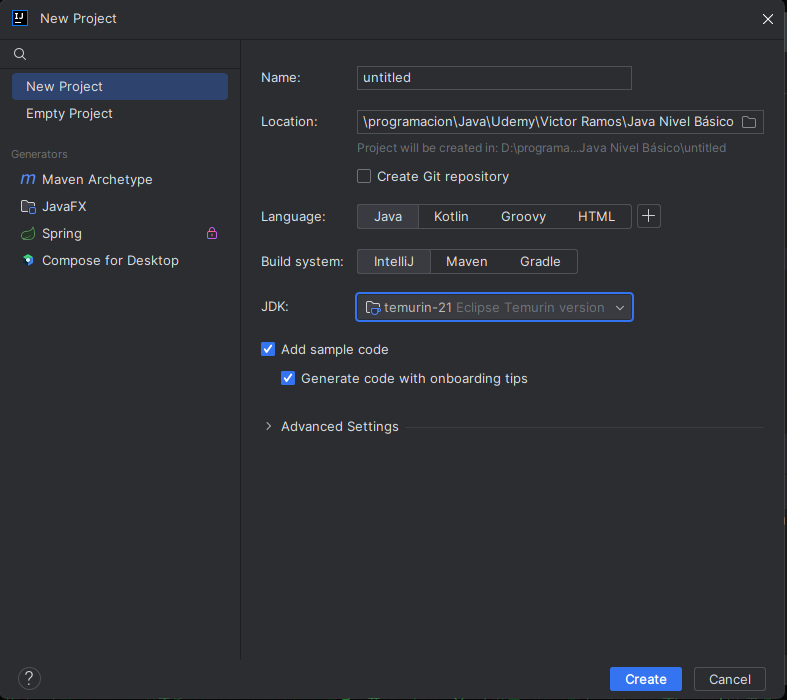 New Project
New Project
Empty Project
Generators
Maven Archetype
JavaFX
Spring
Compose for Desktop
Name: untitled
Location: \programacion\Java\Udemy\Victor Ramos\Java Nivel Básico
Project will be created in: D:\programa...Java Nivel Básico\untitled
Create Git repository
Language: Java Kotlin Groovy HTML +
Build system: IntelliJ Maven Gradle
JDK: temurin-21 Eclipse Temurin version
Add sample code
Generate code with onboarding tips
Advanced Settings
? Create Cancel